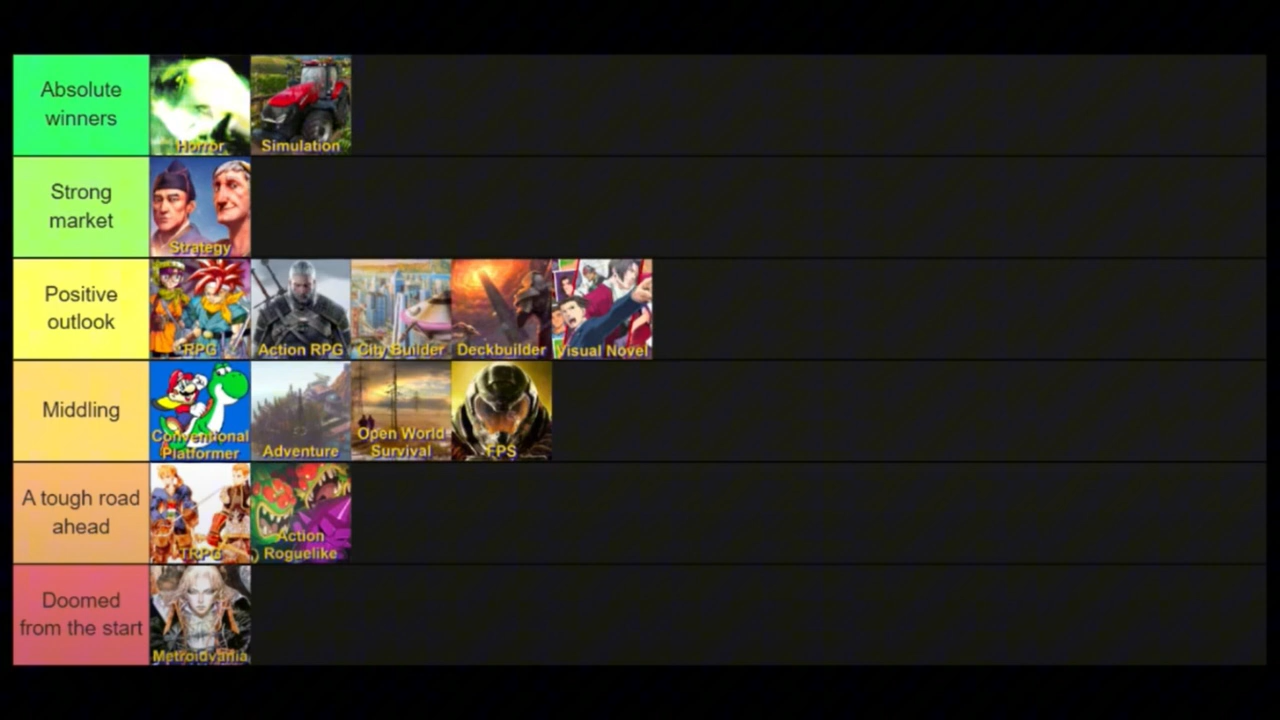 Absolute
winners
Horror
Simulation
Strong
market
Strategy
Positive
outlook
RPG
Action RPG
City Builder
Deckbuilder
Visual Novel
Middling
Conventional
Platformer
Adventure
Open World
Survival
FPS
A tough road
ahead
TRPG
Action
Roguelike
Doomed
from the start
Metroidvania